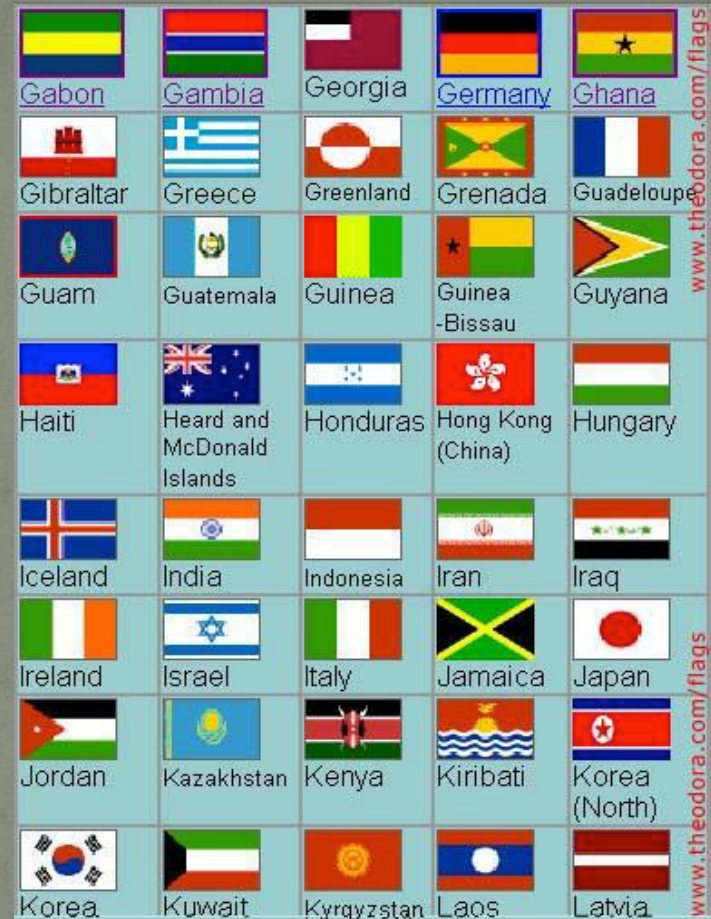 Gabon
Gambia
Georgia
Germany
Ghana
Gibraltar
Greece
Greenland
Grenada
Guadeloupe
Guam
Guatemala
Guinea
Guinea
-Bissau
Guyana
Haiti
Heard and
McDonald
Islands
Honduras
Hong Kong
(China)
Hungary
Iceland
India
Indonesia
Iran
Iraq
Ireland
Israel
Italy
Jamaica
Japan
Jordan
Kazakhstan
Kenya
Kiribati
Korea
(North)
Korea
Kuwait
Kyrgyzstan
Laos
Latvia
www.theodora.com/flags
www.theodora.com/flags